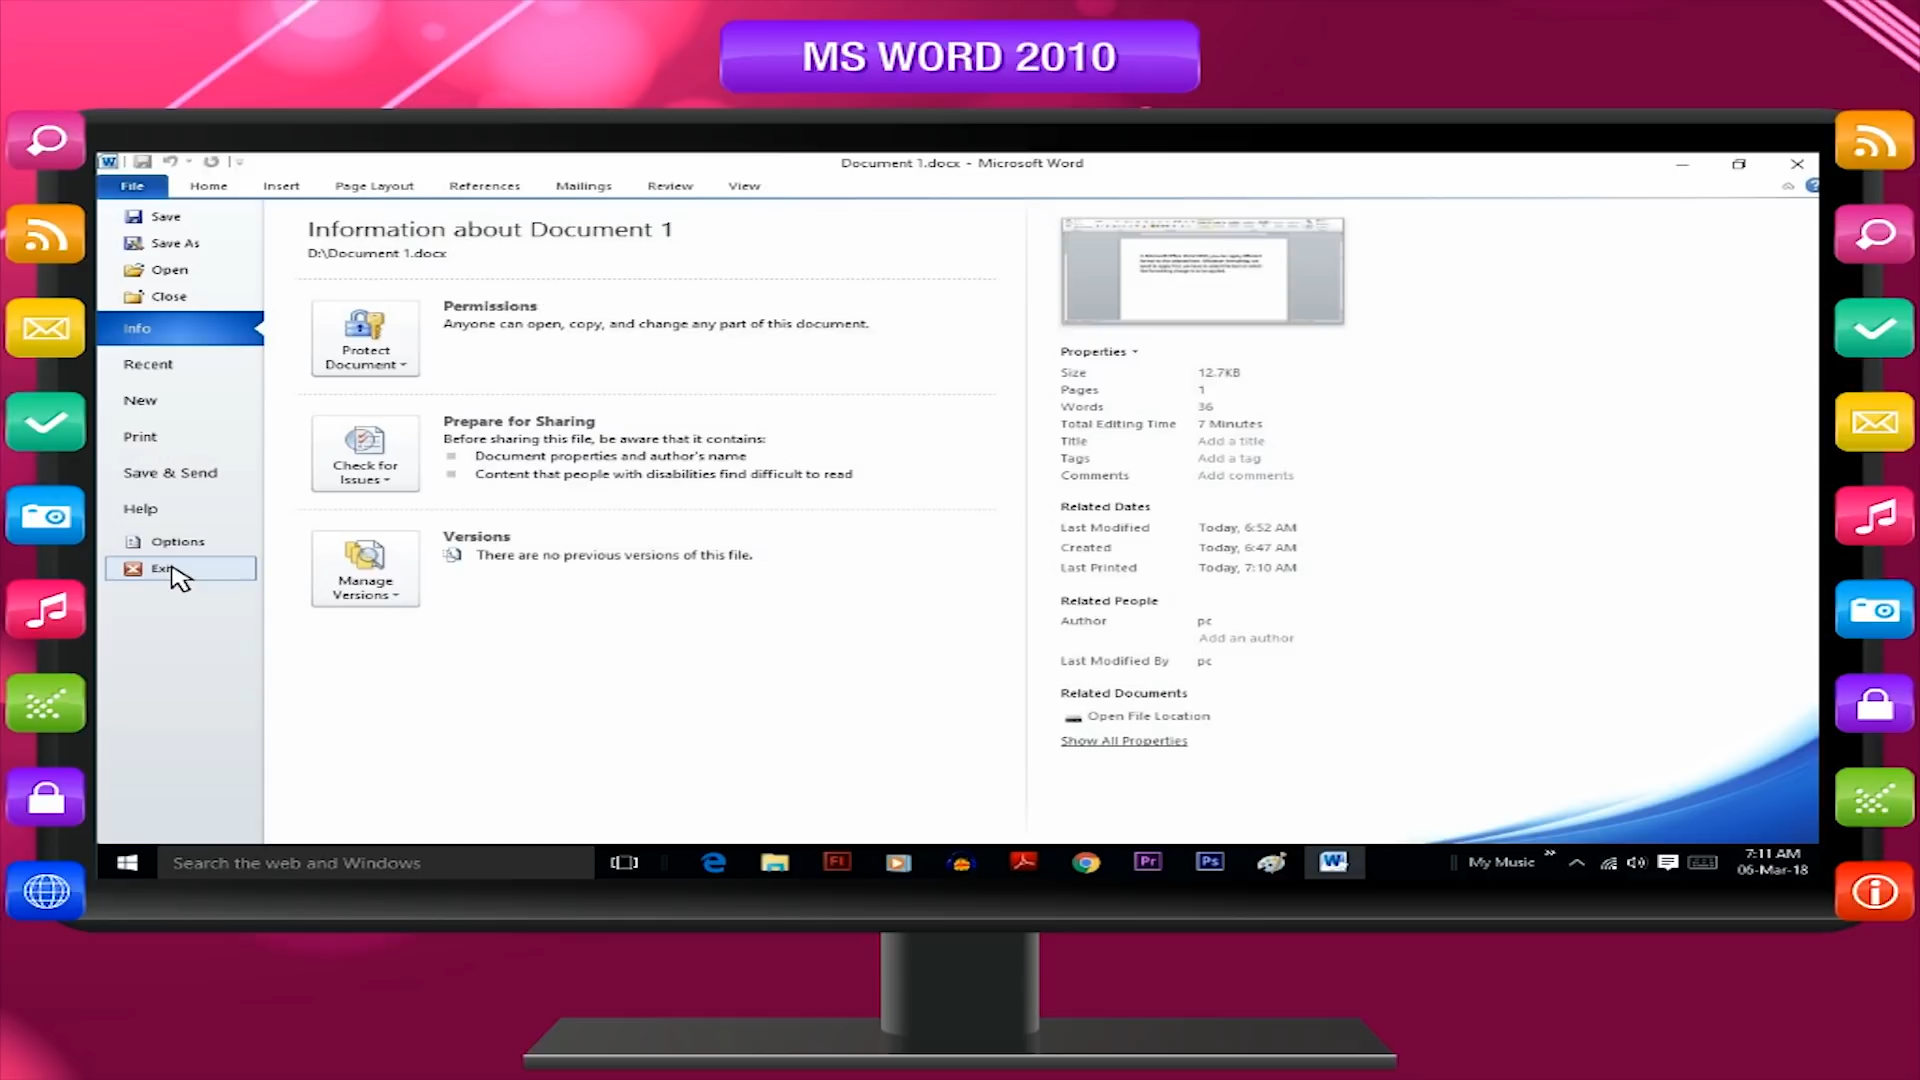 MS WORD 2010
Document 1.docx - Microsoft Word
File Home Insert Page Layout References Mailings Review View
Save
Save As
Open
Close
Info
Recent
New
Print
Save & Send
Help
Options
Information about Document 1
D:\Document 1.docx
Protect
Document
Permissions
Anyone can open, copy, and change any part of this document.
Check for
Issues
Prepare for Sharing
Before sharing this file, be aware that it contains:
Document properties and author's name
Content that people with disabilities find difficult to read
Manage
Versions
Versions
There are no previous versions of this file.
Properties
Size 12.7KB
Pages 1
Words 36
Total Editing Time 7 Minutes
Title Add a title
Tags Add a tag
Comments Add comments
Related Dates
Last Modified Today, 6:52 AM
Created Today, 6:47 AM
Last Printed Today, 7:10 AM
Related People
Author pc
Add an author
Last Modified By pc
Related Documents
Open File Location
Show All Properties
Search the web and Windows
Fl
Pr
Ps
W
My Music
7:11 AM
06-Mar-18